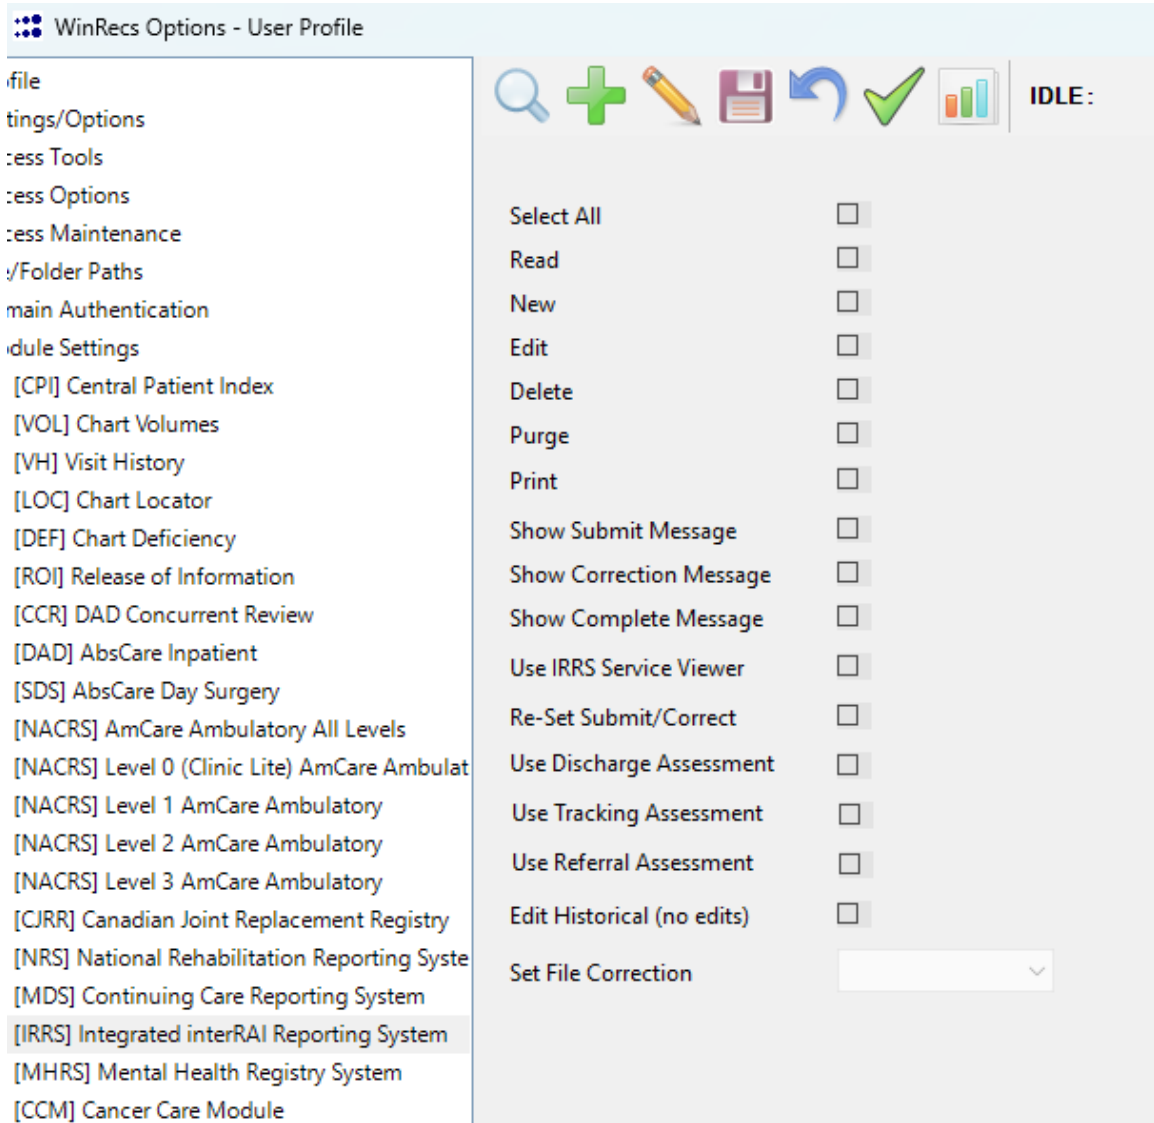 WinRecs Options - User Profile
file
tings/Options
cess Tools
cess Options
cess Maintenance
e/Folder Paths
main Authentication
dule Settings
[CPI] Central Patient Index
[VOL] Chart Volumes
[VH] Visit History
[LOC] Chart Locator
[DEF] Chart Deficiency
[ROI] Release of Information
[CCR] DAD Concurrent Review
[DAD] AbsCare Inpatient
[SDS] AbsCare Day Surgery
[NACRS] AmCare Ambulatory All Levels
[NACRS] Level 0 (Clinic Lite) AmCare Ambulat
[NACRS] Level 1 AmCare Ambulatory
[NACRS] Level 2 AmCare Ambulatory
[NACRS] Level 3 AmCare Ambulatory
[CJRR] Canadian Joint Replacement Registry
[NRS] National Rehabilitation Reporting Syste
[MDS] Continuing Care Reporting System
[IRRS] Integrated interRAI Reporting System
[MHRS] Mental Health Registry System
[CCM] Cancer Care Module
IDLE :
Select All
Read
New
Edit
Delete
Purge
Print
Show Submit Message
Show Correction Message
Show Complete Message
Use IRRS Service Viewer
Re-Set Submit/Correct
Use Discharge Assessment
Use Tracking Assessment
Use Referral Assessment
Edit Historical (no edits)
Set File Correction